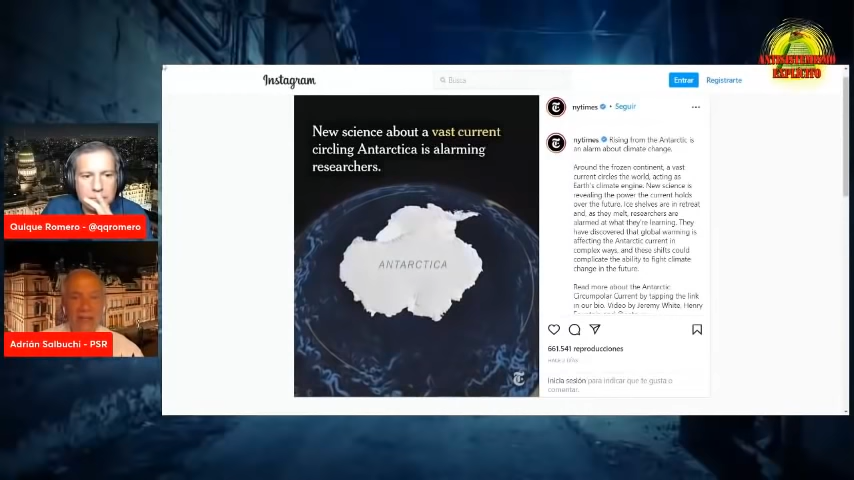 ANTISISTEMISMO
EXPLÍCITO
Instagram
Busca
Entrar
Registrarte
New science about a vast current
circling Antarctica is alarming
researchers.
ANTARCTICA
nytimes • Seguir
nytimes Rising from the Antarctic is
an alarm about climate change.
Around the frozen continent, a vast
current circles the world, acting as
Earth's climate engine. New science is
revealing the power the current holds
over the future. Ice shelves are in retreat
and, as they melt, researchers are
alarmed at what they're learning. They
have discovered that global warming is
affecting the Antarctic current in
complex ways, and these shifts could
complicate the ability to fight climate
change in the future.
Read more about the Antarctic
Circumpolar Current by tapping the link
in our bio. Video by Jeremy White, Henry
661,541 reproducciones
Inicia sesión para indicar que te gusta o
comentar.
Quique Romero - @qqromero
Adrián Salbuchi - PSR